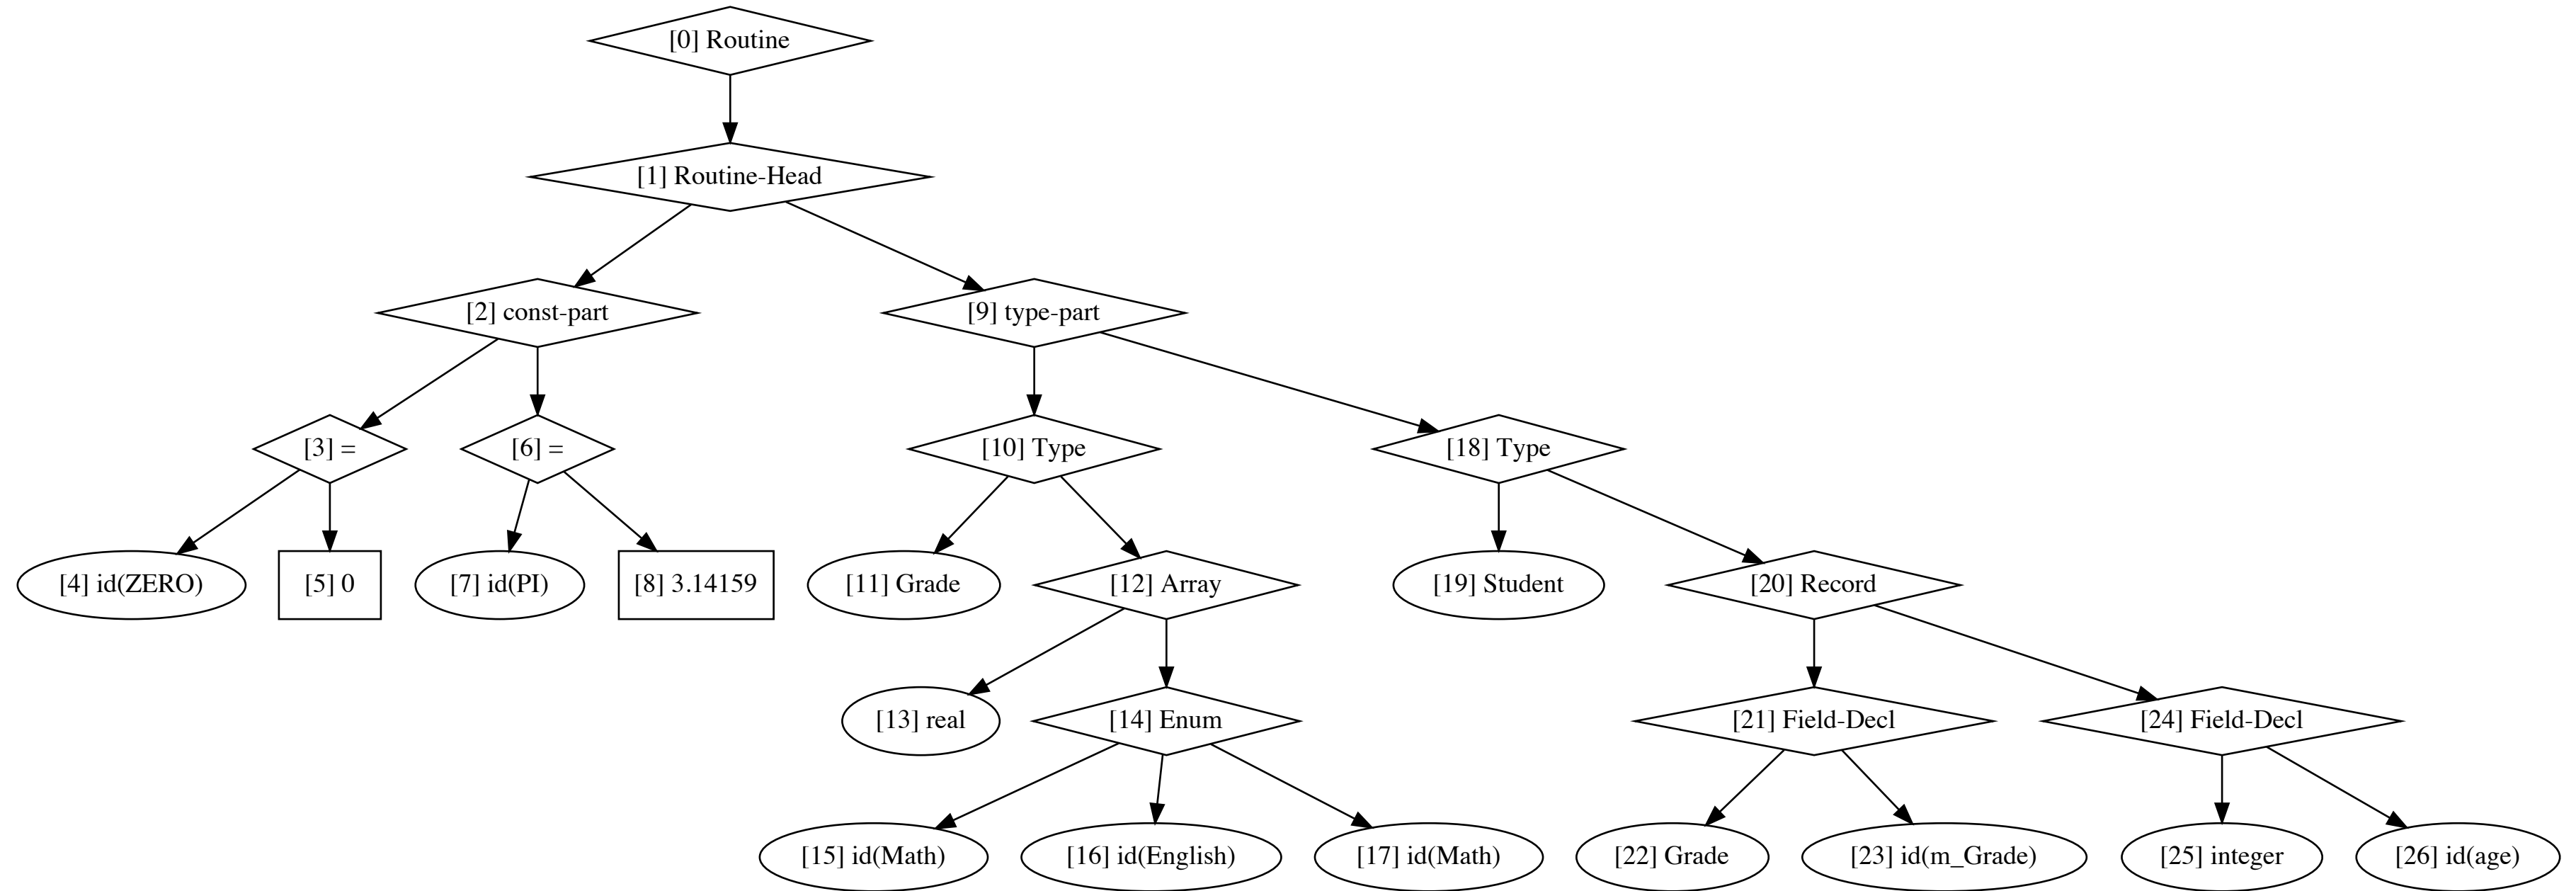 [0] Routine
[1] Routine-Head
[2] const-part
[9] type-part
[3] =
[6] =
[10] Type
[18] Type
[4] id(ZERO)
[5] 0
[7] id(PI)
[8] 3.14159
[11] Grade
[12] Array
[19] Student
[20] Record
[13] real
[14] Enum
[21] Field-Decl
[24] Field-Decl
[15] id(Math)
[16] id(English)
[17] id(Math)
[22] Grade
[23] id(m_Grade)
[25] integer
[26] id(age)